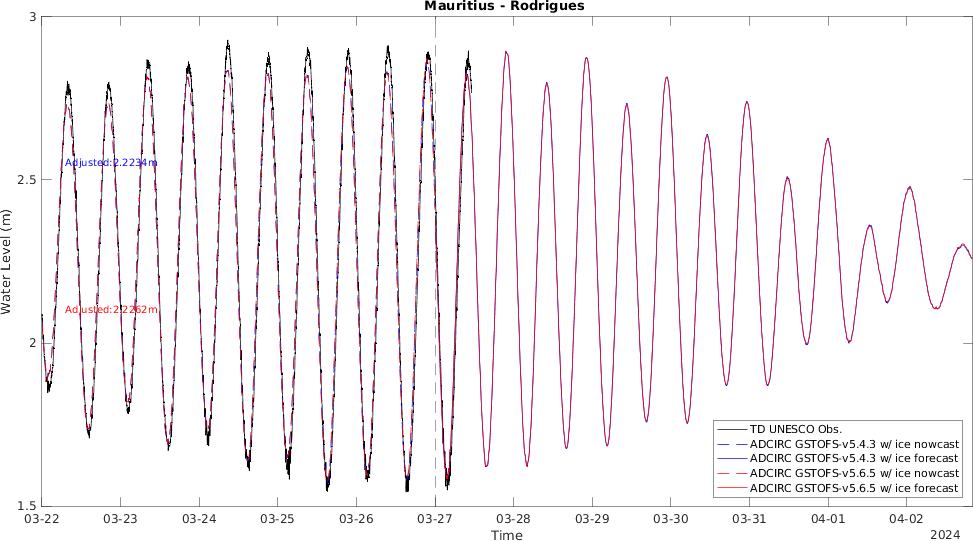 Mauritius - Rodrigues
3
2.5
2
1.5
Water Level (m)
Adjusted:2.2234m
Adjusted:2.2262m
TD UNESCO Obs.
ADCIRC GSTOFS-v5.4.3 w/ ice nowcast
ADCIRC GSTOFS-v5.4.3 w/ ice forecast
ADCIRC GSTOFS-v5.6.5 w/ ice nowcast
ADCIRC GSTOFS-v5.6.5 w/ ice forecast
03-22 03-23 03-24 03-25 03-26 03-27 03-28 03-29 03-30 03-31 04-01 04-02
Time
2024